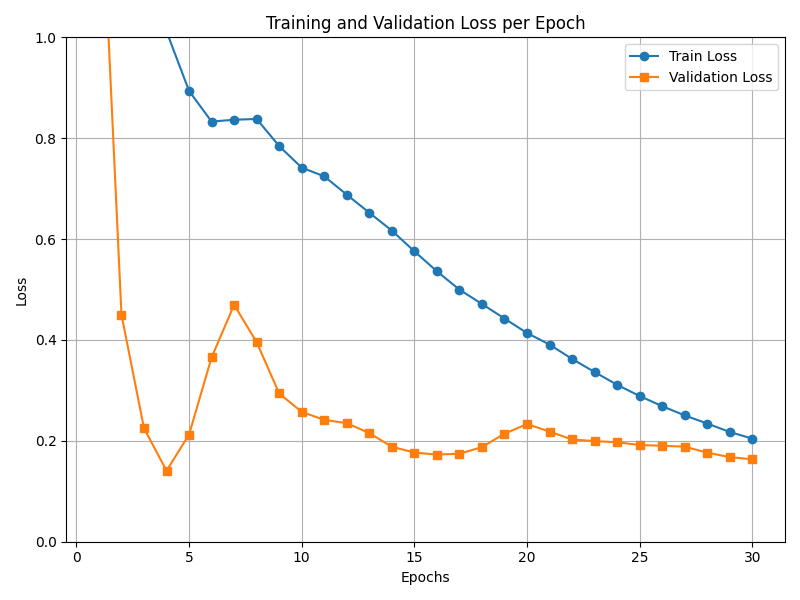 Training and Validation Loss per Epoch
Train Loss
Validation Loss
1.0
0.8
0.6
0.4
0.2
0.0
Loss
0 5 10 15 20 25 30
Epochs